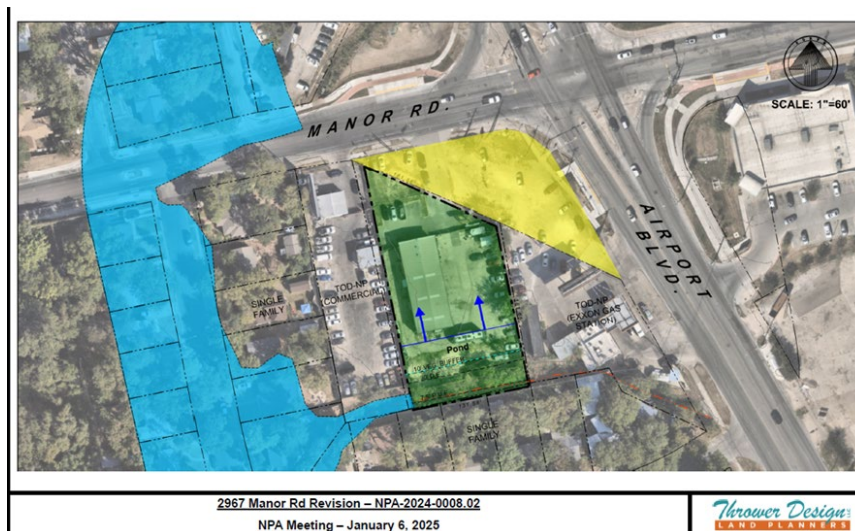 SCALE: 1"=60'
MANOR RD.
AIRPORT
BLVD.
SINGLE
FAMILY
TOD-NP
(COMMERCIAL)
TOD-NP
(EXXON GAS
STATION)
Pond
BUFFER
SINGLE
FAMILY
2967 Manor Rd Revision – NPA-2024-0008.02
NPA Meeting – January 6, 2025
Thrower Design
LAND PLANNERS